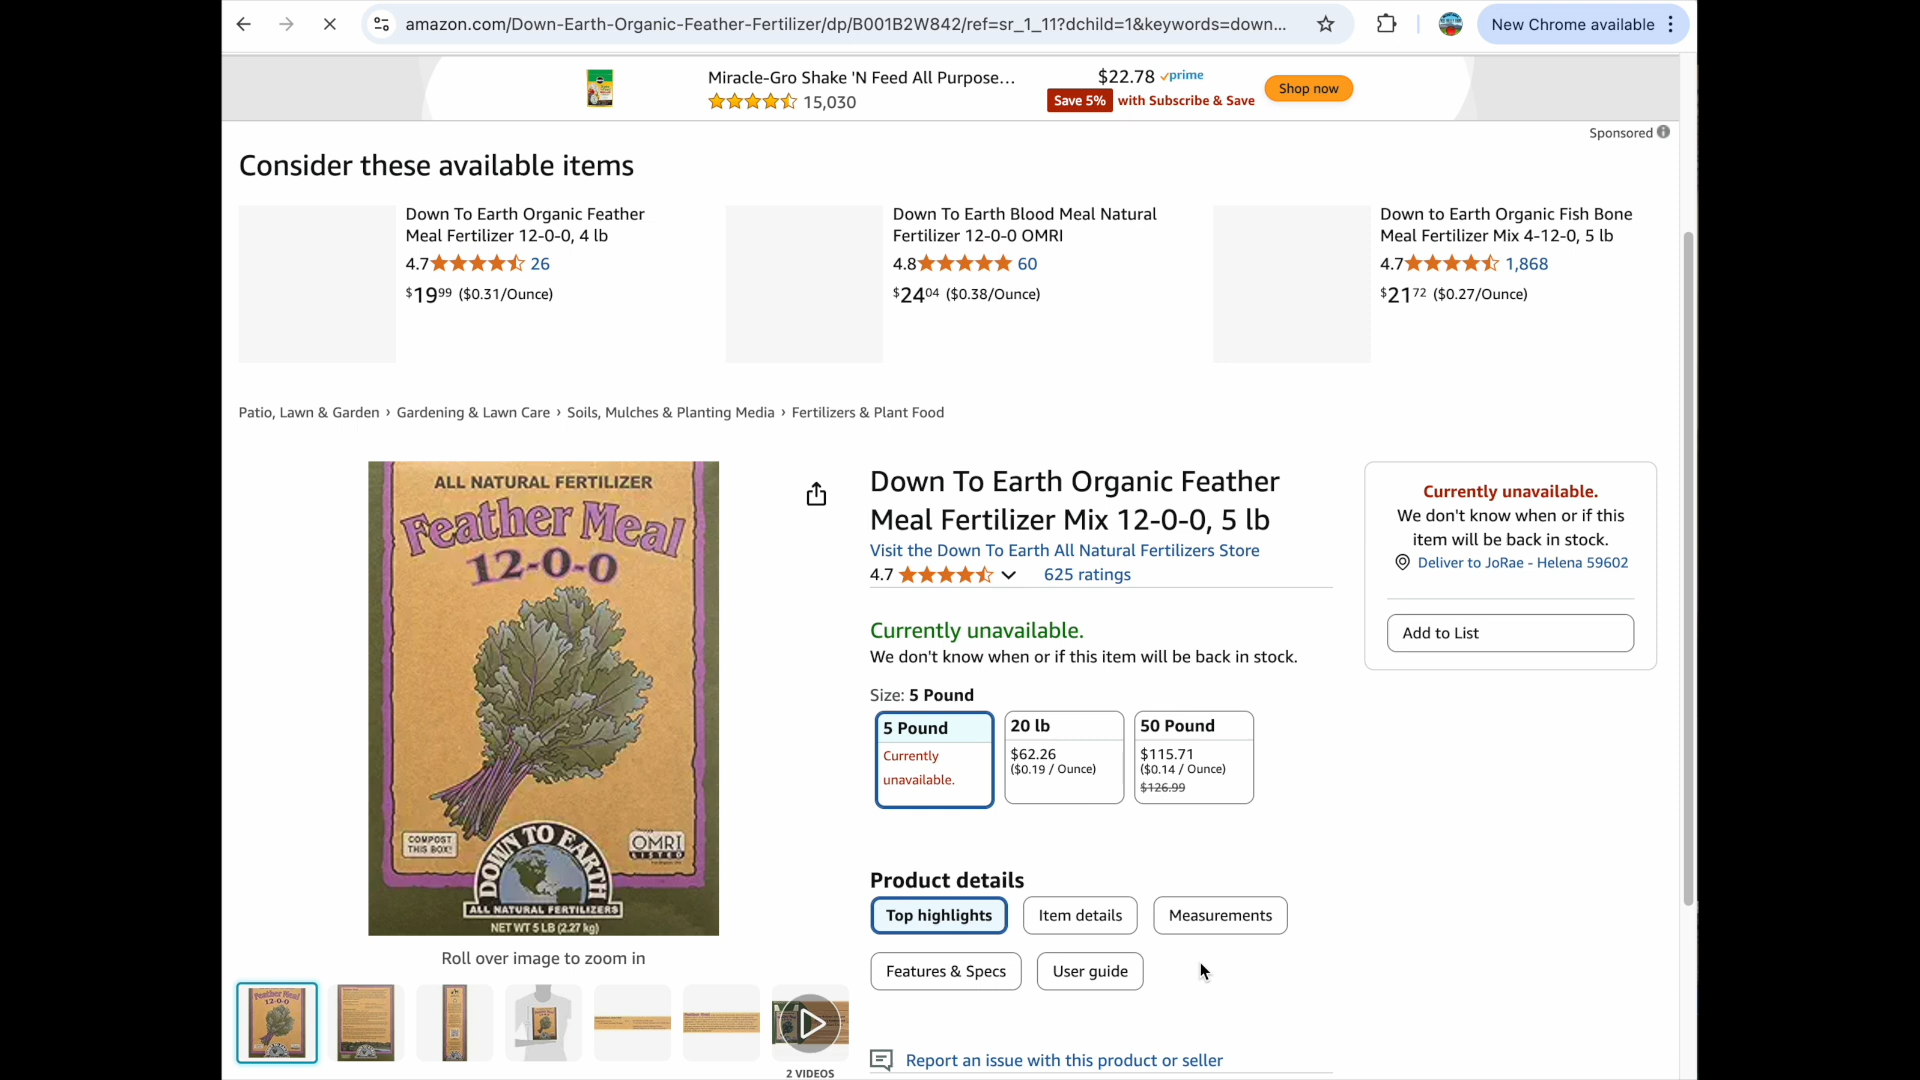 amazon.com/Down-Earth-Organic-Feather-Fertilizer/dp/B001B2W842/ref=sr_1_11?dchild=1&keywords=down...
New Chrome available
Miracle-Gro Shake 'N Feed All Purpose...
15,030
$22.78 prime
Save 5% with Subscribe & Save
Shop now
Sponsored
Consider these available items
Down To Earth Organic Feather
Meal Fertilizer 12-0-0, 4 lb
4.7 26
$19.99 ($0.31/Ounce)
Down To Earth Blood Meal Natural
Fertilizer 12-0-0 OMRI
4.8 60
$24.04 ($0.38/Ounce)
Down to Earth Organic Fish Bone
Meal Fertilizer Mix 4-12-0, 5 lb
4.7 1,868
$21.72 ($0.27/Ounce)
Patio, Lawn & Garden › Gardening & Lawn Care › Soils, Mulches & Planting Media › Fertilizers & Plant Food
ALL NATURAL FERTILIZER
Feather Meal
12-0-0
COMPOST
THIS BOX!
OMRI
LISTED
DOWN TO EARTH
ALL NATURAL FERTILIZERS
NET WT 5 LB (2.27 kg)
Roll over image to zoom in
Feather Meal
12-0-0
2 VIDEOS
Down To Earth Organic Feather
Meal Fertilizer Mix 12-0-0, 5 lb
Visit the Down To Earth All Natural Fertilizers Store
4.7 625 ratings
Currently unavailable.
We don't know when or if this item will be back in stock.
Size: 5 Pound
5 Pound
Currently
unavailable.
20 lb
$62.26
($0.19 / Ounce)
50 Pound
$115.71
($0.14 / Ounce)
$126.99
Product details
Top highlights
Item details
Measurements
Features & Specs
User guide
Report an issue with this product or seller
Currently unavailable.
We don't know when or if this
item will be back in stock.
Deliver to JoRae - Helena 59602
Add to List